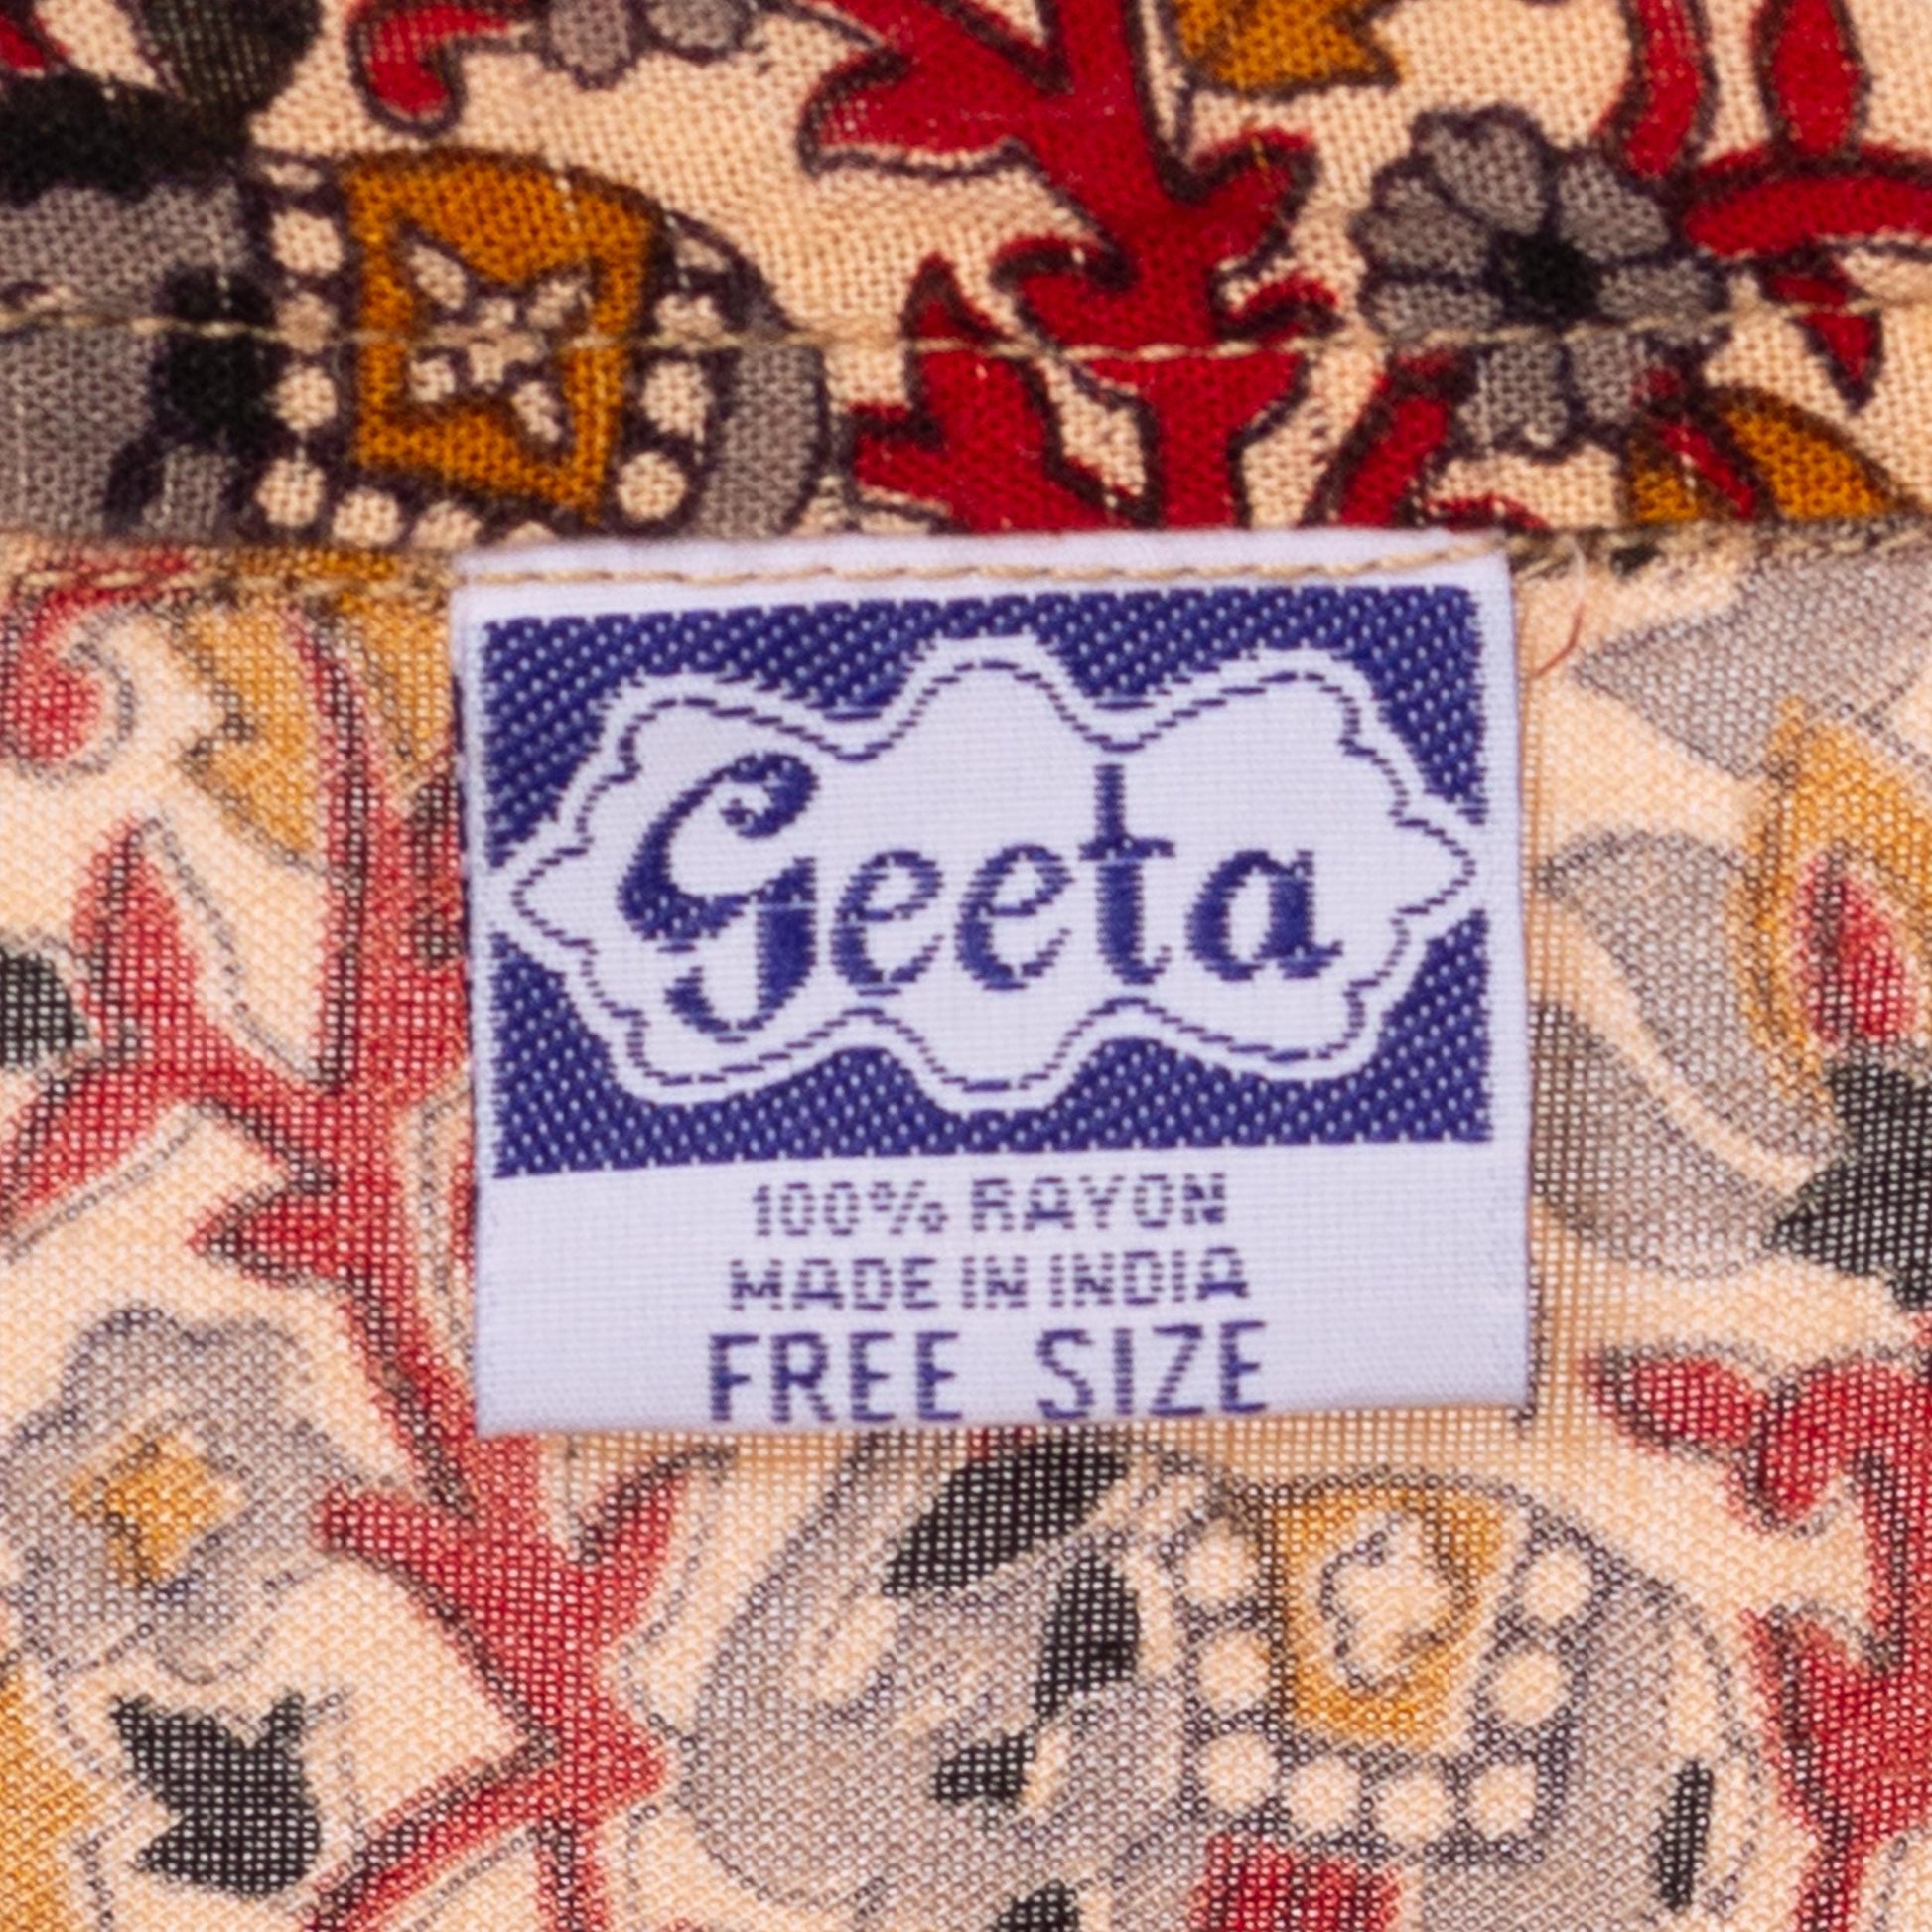 Geeta
100% RAYON
MADE IN INDIA
FREE SIZE